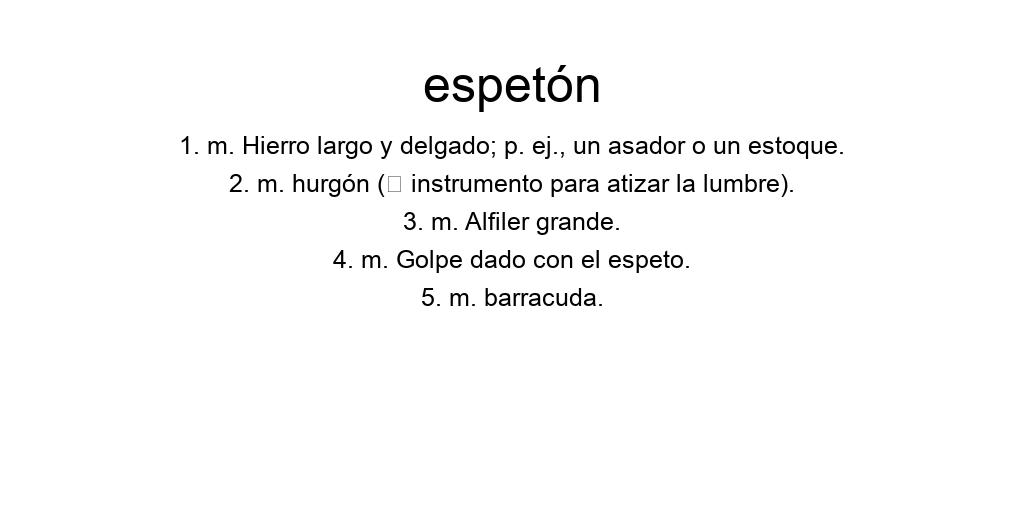 espetón
1. m. Hierro largo y delgado; p. ej., un asador o un estoque.
2. m. hurgón (□ instrumento para atizar la lumbre).
3. m. Alfiler grande.
4. m. Golpe dado con el espeto.
5. m. barracuda.